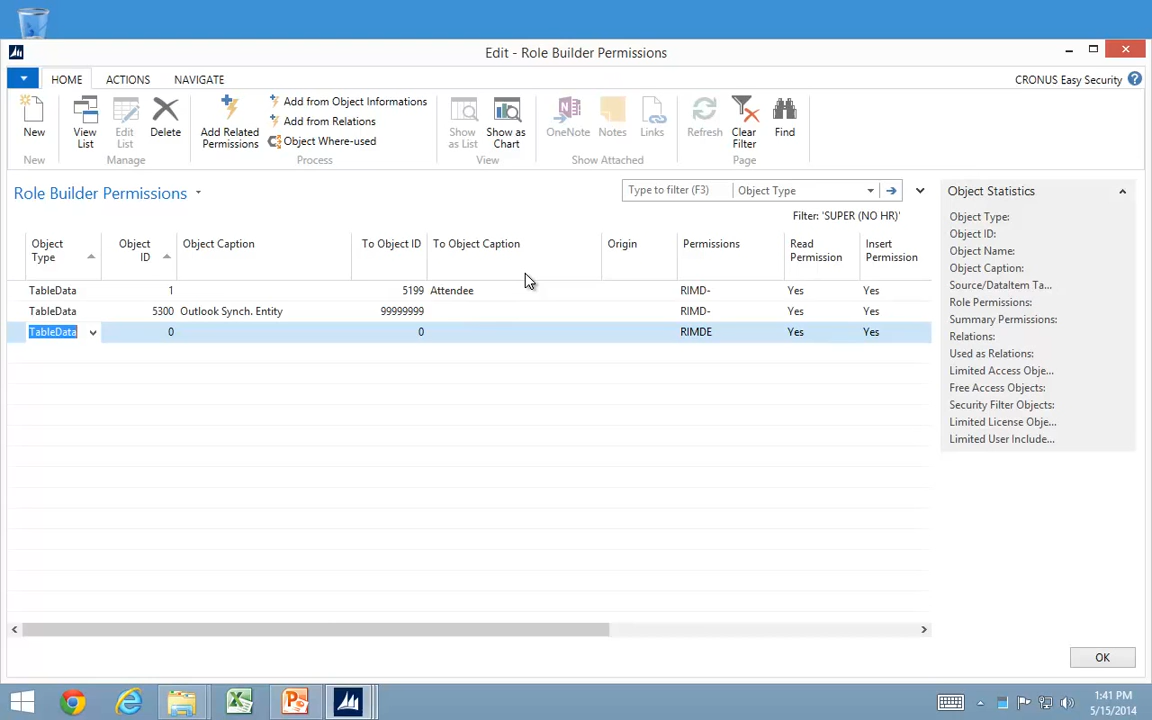 Edit - Role Builder Permissions
HOME ACTIONS NAVIGATE CRONUS Easy Security
New
View List
Edit List
Delete
Add Related Permissions
Add from Object Informations
Add from Relations
Object Where-used
Show as List
Show as Chart
OneNote
Notes
Links
Refresh
Clear Filter
Find
New Manage Process View Show Attached Page
Role Builder Permissions
Type to filter (F3) Object Type
Filter: 'SUPER (NO HR)'
Object Type Object ID Object Caption To Object ID To Object Caption Origin Permissions Read Permission Insert Permission
TableData 1 5199 Attendee RIMD- Yes Yes
TableData 5300 Outlook Synch. Entity 99999999 RIMD- Yes Yes
TableData 0 0 RIMDE Yes Yes
Object Statistics
Object Type:
Object ID:
Object Name:
Object Caption:
Source/DataItem Ta...
Role Permissions:
Summary Permissions:
Relations:
Used as Relations:
Limited Access Obje...
Free Access Objects:
Security Filter Objects:
Limited License Obje...
Limited User Include...
OK
1:41 PM
5/15/2014